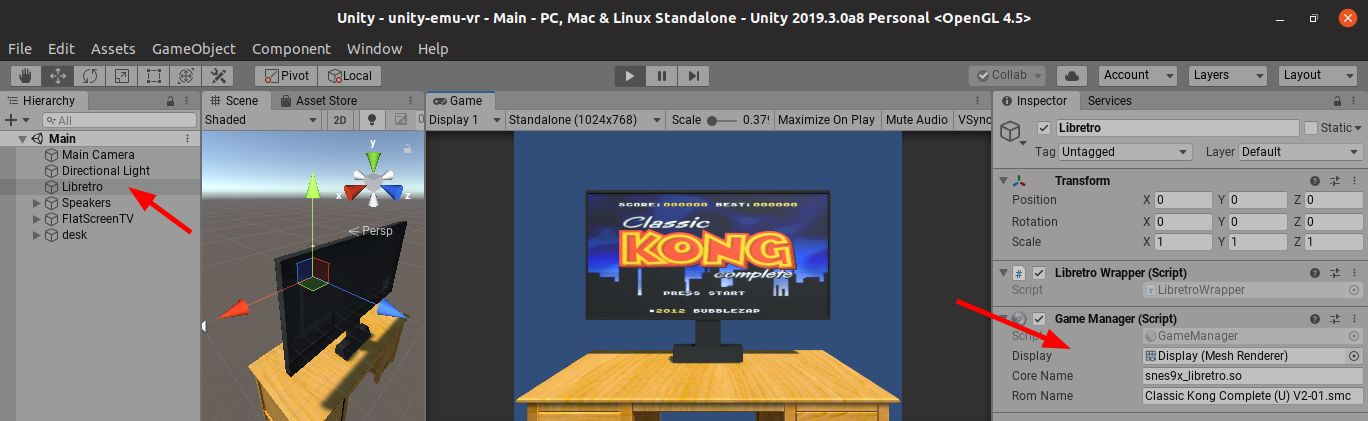 Unity - unity-emu-vr - Main - PC, Mac & Linux Standalone - Unity 2019.3.0a8 Personal <OpenGL 4.5>
File Edit Assets GameObject Component Window Help
Pivot Local Collab Account Layers Layout
Hierarchy
All
Main
Main Camera
Directional Light
Libretro
Speakers
FlatScreenTV
desk
Scene Asset Store
Shaded 2D
y
x z
Persp
Game
Display 1 Standalone (1024x768) Scale 0.37 Maximize On Play Mute Audio VSync
SCORE:000000 BEST:000000
Classic
KONG
complete
PRESS START
©2012 BUBBLEZAP
Inspector Services
Libretro Static
Tag Untagged Layer Default
Transform
Position X 0 Y 0 Z 0
Rotation X 0 Y 0 Z 0
Scale X 1 Y 1 Z 1
# Libretro Wrapper (Script)
Script # LibretroWrapper
Game Manager (Script)
Script GameManager
Display Display (Mesh Renderer)
Core Name snes9x_libretro.so
Rom Name Classic Kong Complete (U) V2-01.smc